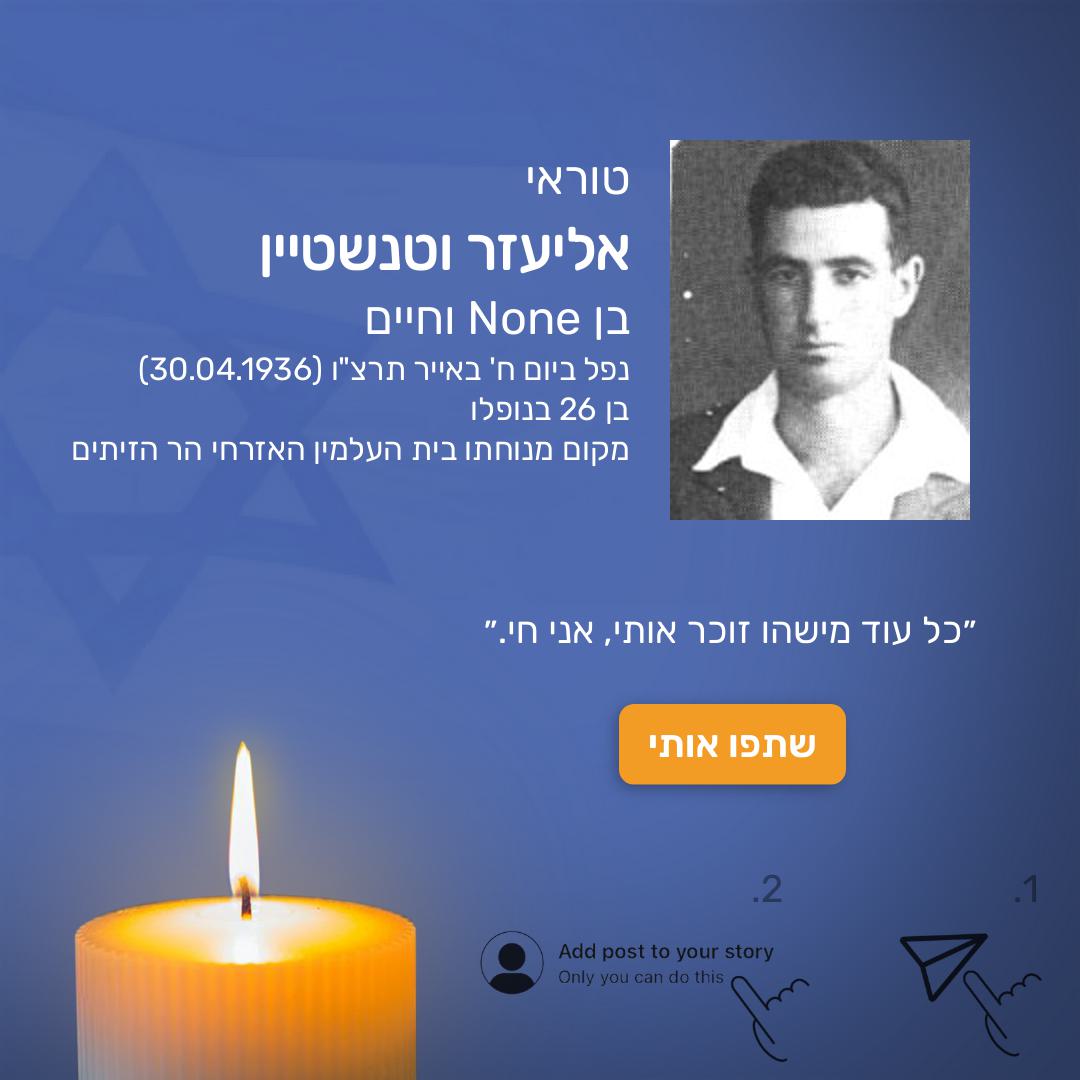 טוראי
אליעזר וטנשטיין
בן None וחיים
נפל ביום ח' באייר תרצ"ו (30.04.1936)
בן 26 בנופלו
מקום מנוחתו בית העלמין האזרחי הר הזיתים
״כל עוד מישהו זוכר אותי, אני חי.״
שתפו אותי
.1
.2
Add post to your story
Only you can do this